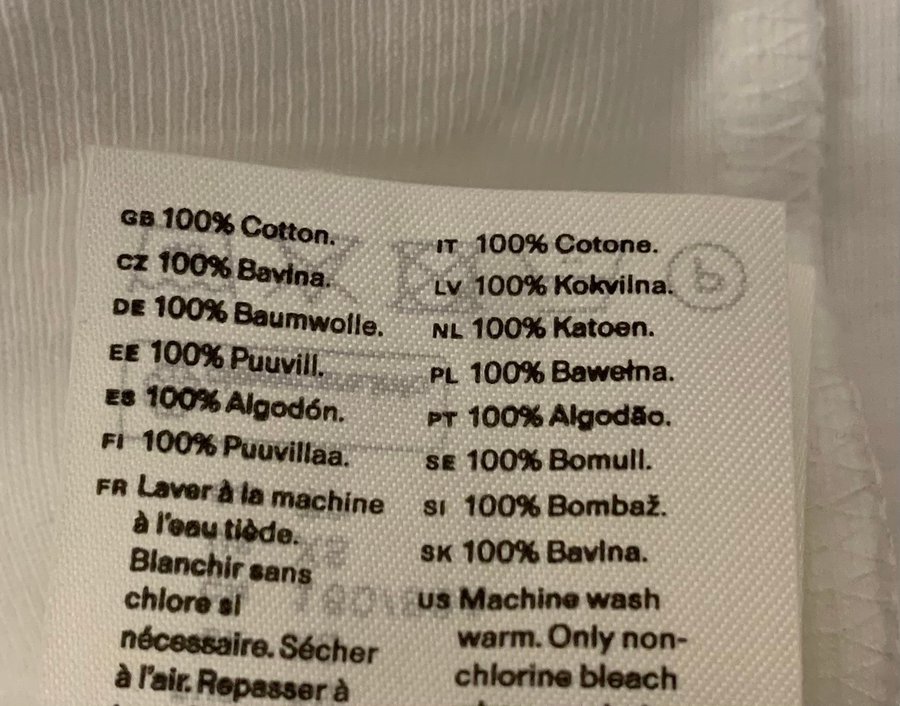 GB 100% Cotton.
CZ 100% Bavlna.
DE 100% Baumwolle.
EE 100% Puuvill.
ES 100% Algodón.
FI 100% Puuvillaa.
FR Laver à la machine
à l'eau tiède.
Blanchir sans
chlore si
nécessaire. Sécher
à l'air. Repasser à
IT 100% Cotone.
LV 100% Kokvilna.
NL 100% Katoen.
PL 100% Bawełna.
PT 100% Algodão.
SE 100% Bomull.
SI 100% Bombaž.
SK 100% Bavlna.
US Machine wash
warm. Only non-
chlorine bleach